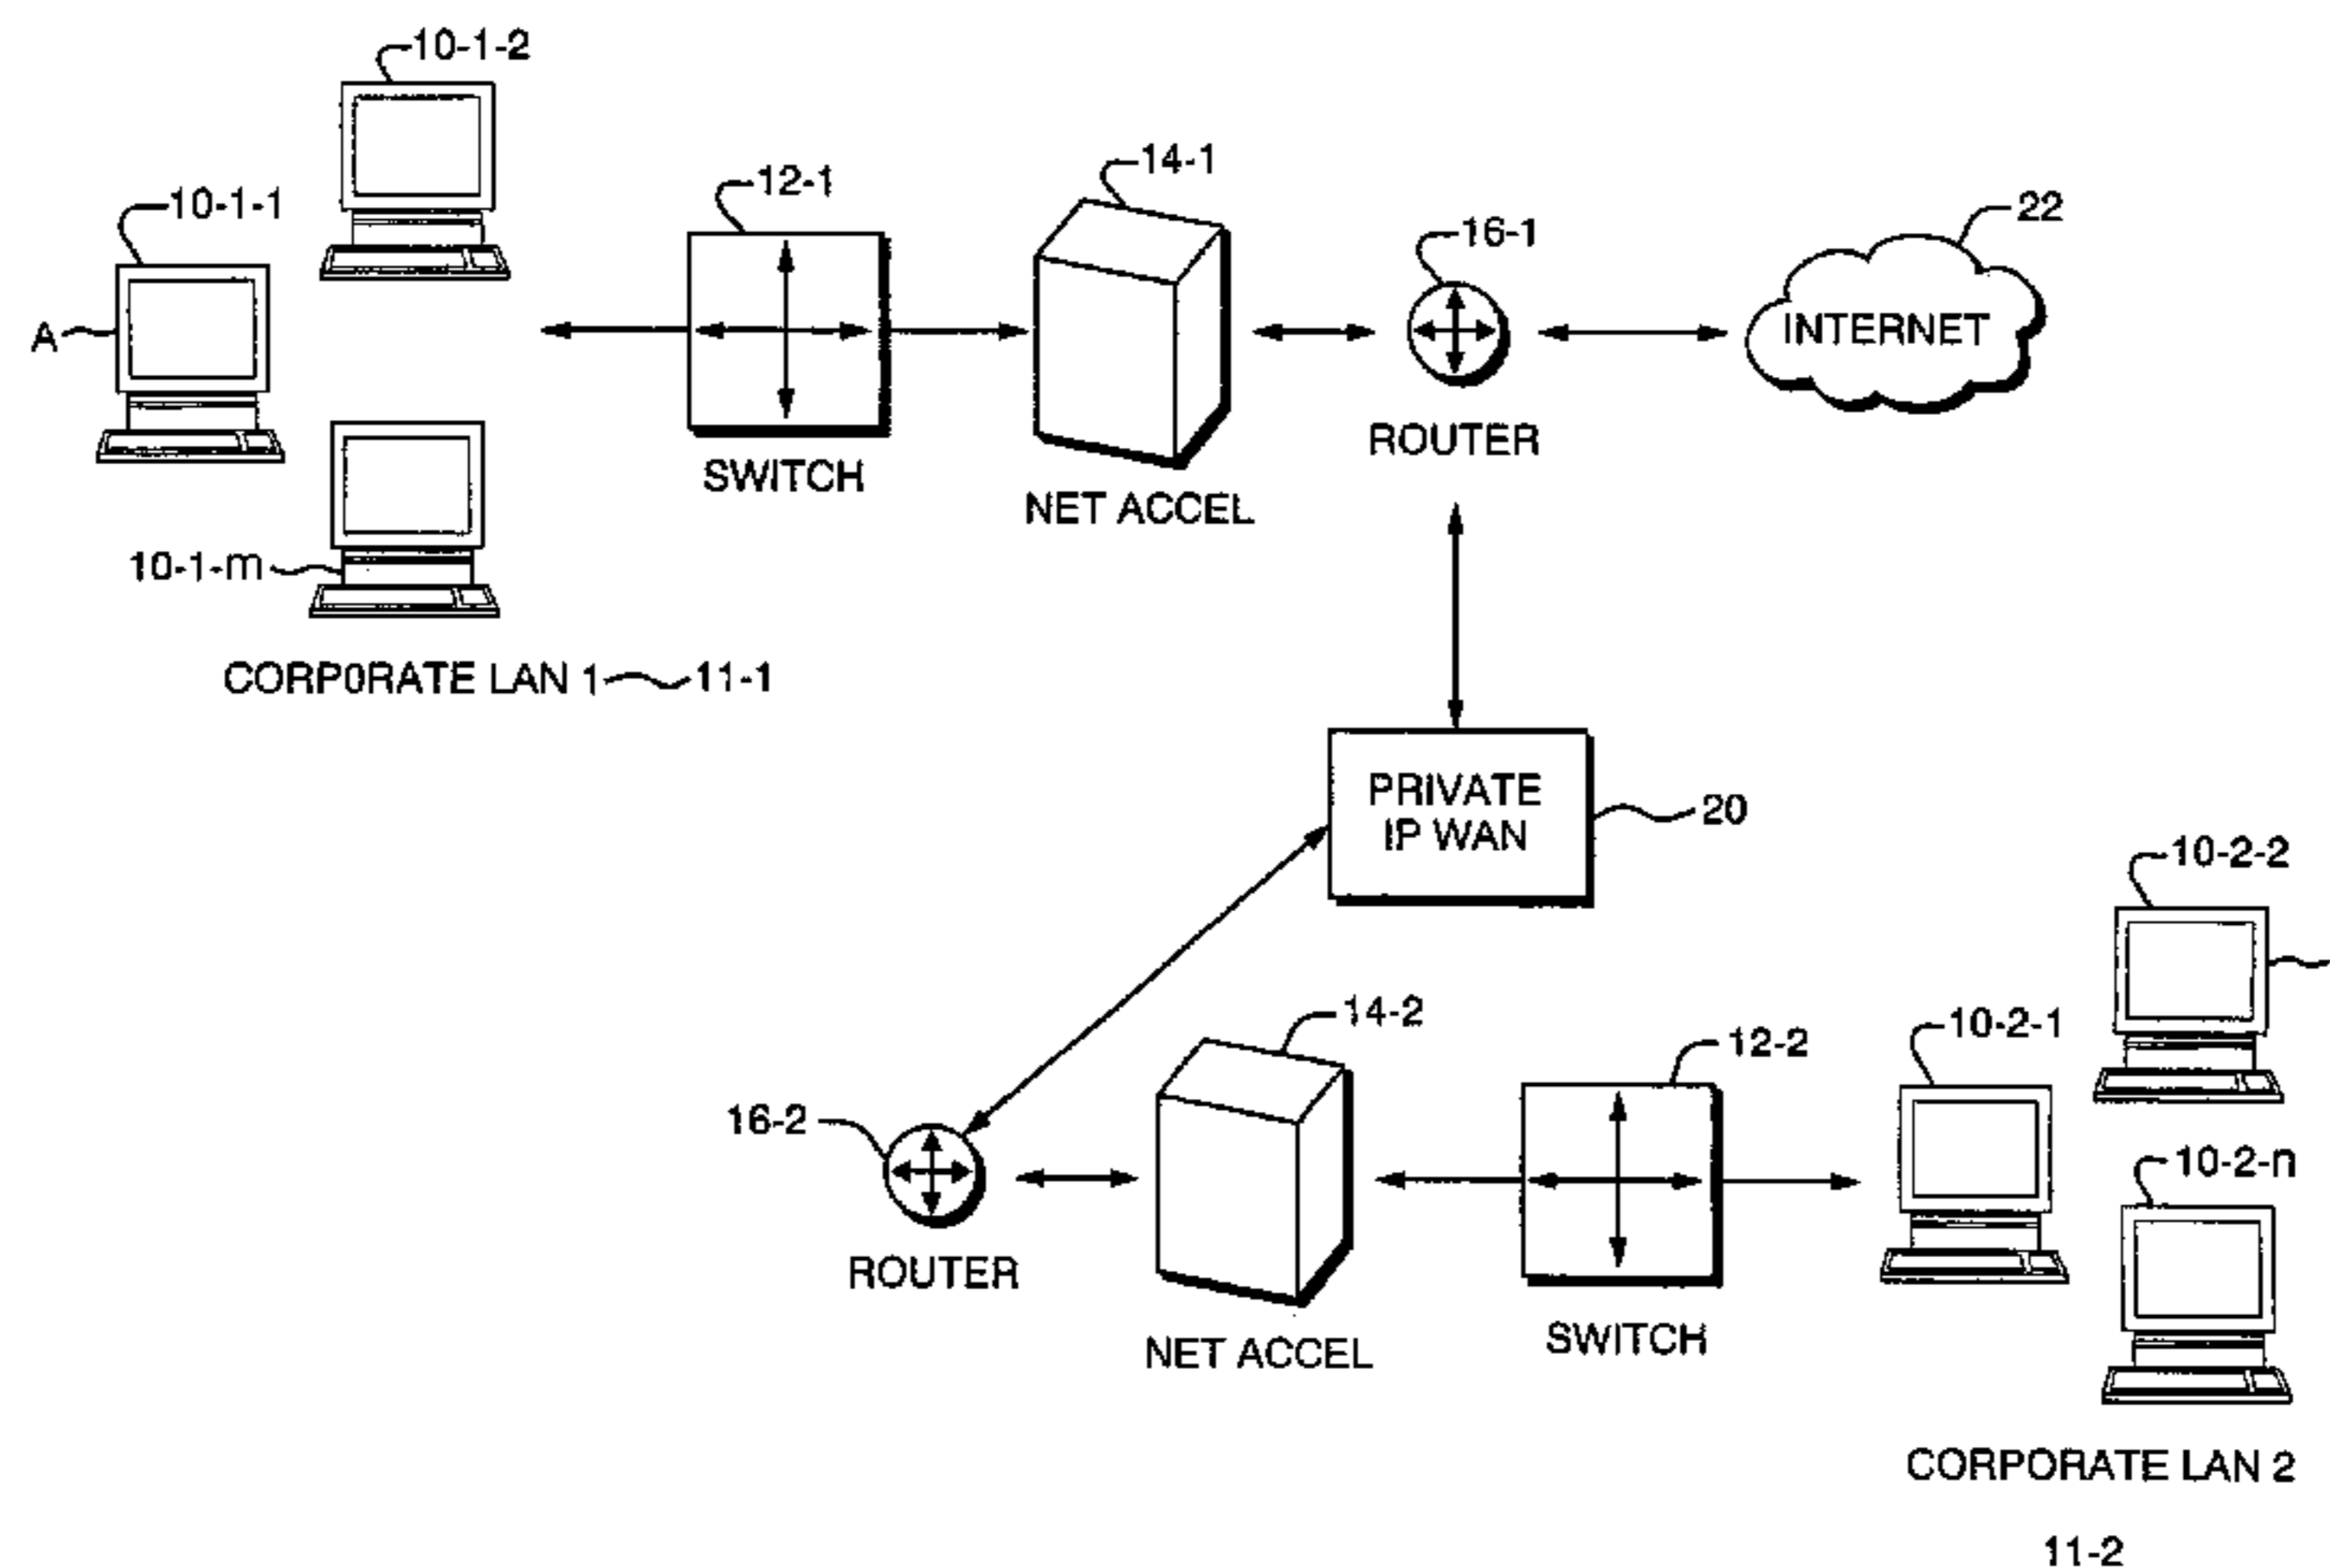 10-1-2
10-1-1
A
12-1
14-1
16-1
22
INTERNET
ROUTER
SWITCH
NET ACCEL
10-1-m
CORPORATE LAN 1
11-1
PRIVATE
IP WAN
20
10-2-2
14-2
10-2-1
12-2
16-2
10-2-n
ROUTER
SWITCH
NET ACCEL
CORPORATE LAN 2
11-2